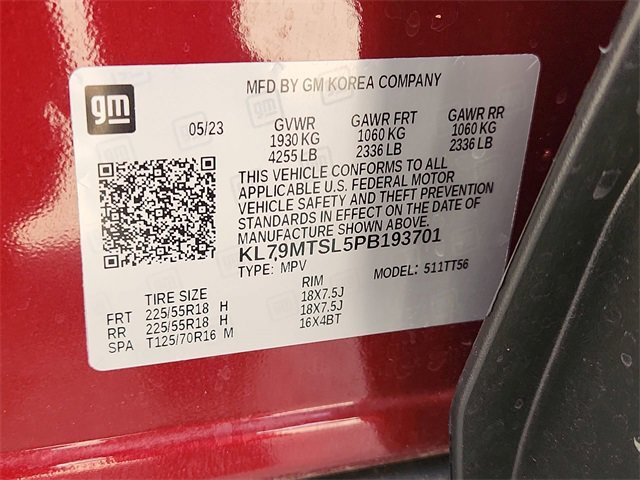 MFD BY GM KOREA COMPANY
gm
05/23
GVWR GAWR FRT GAWR RR
1930 KG 1060 KG 1060 KG
4255 LB 2336 LB 2336 LB
THIS VEHICLE CONFORMS TO ALL
APPLICABLE U.S. FEDERAL MOTOR
VEHICLE SAFETY AND THEFT PREVENTION
STANDARDS IN EFFECT ON THE DATE OF
MANUFACTURE SHOWN ABOVE.
KL79MTSL5PB193701
TYPE: MPV MODEL: 511TT56
TIRE SIZE RIM
FRT 225/55R18 H 18X7.5J
RR 225/55R18 H 18X7.5J
SPA T125/70R16 M 16X4BT